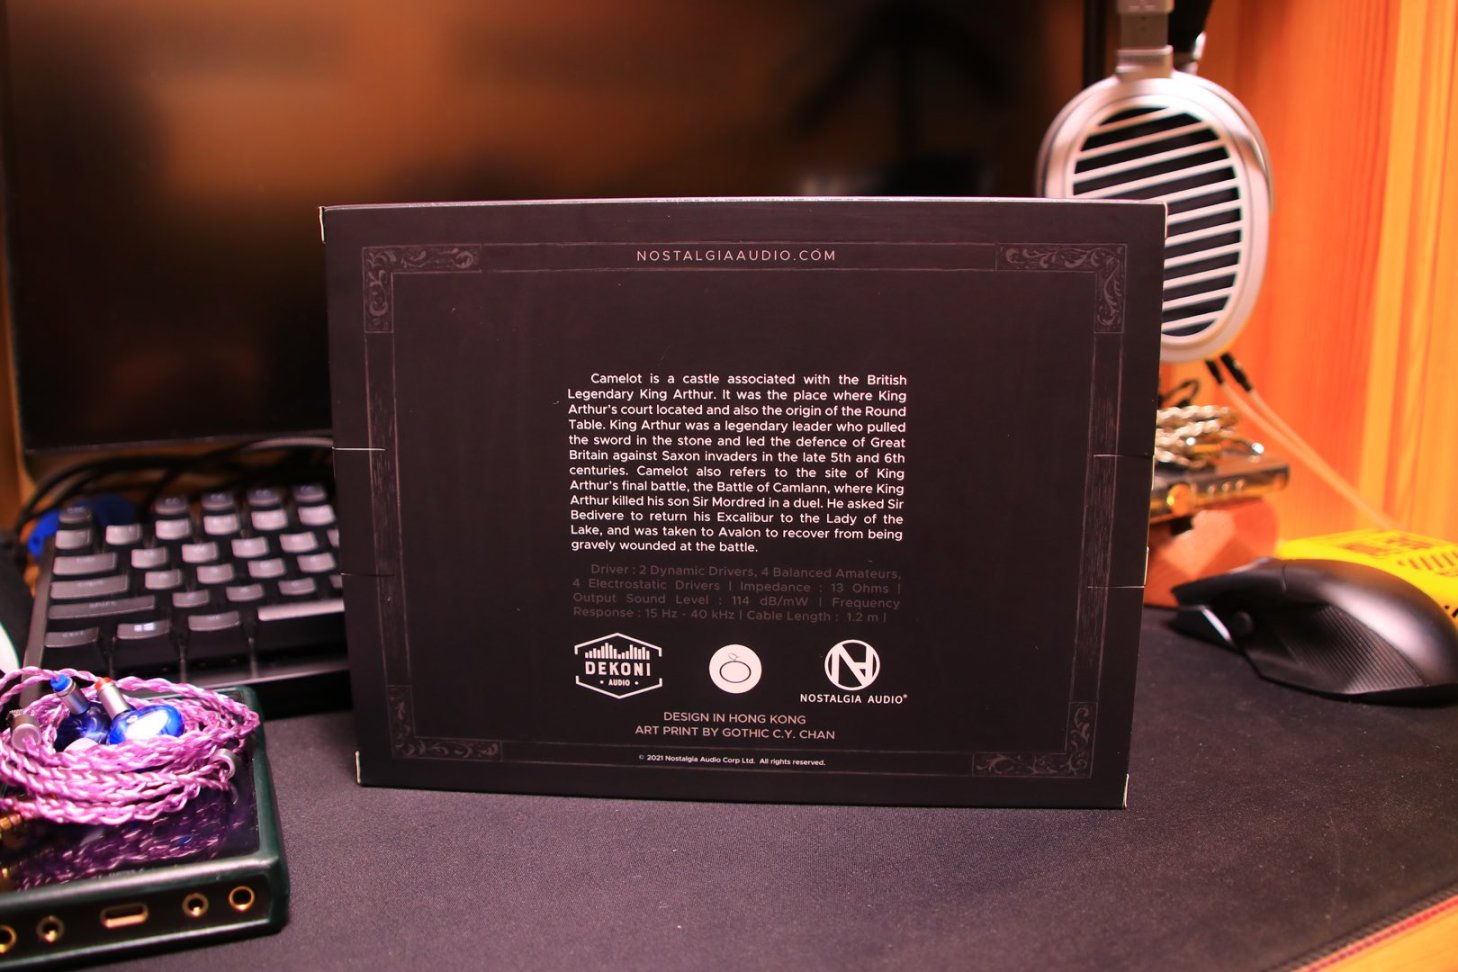 NOSTALGIAAUDIO.COM
Camelot is a castle associated with the British
Legendary King Arthur. It was the place where King
Arthur's court located and also the origin of the Round
Table. King Arthur was a legendary leader who pulled
the sword in the stone and led the defence of Great
Britain against Saxon invaders in the late 5th and 6th
centuries. Camelot also refers to the site of King
Arthur's final battle, the Battle of Camlann, where King
Arthur killed his son Sir Mordred in a duel. He asked Sir
Bedivere to return his Excalibur to the Lady of the
Lake, and was taken to Avalon to recover from being
gravely wounded at the battle.
Driver : 2 Dynamic Drivers, 4 Balanced Amateurs,
4 Electrostatic Drivers | Impedance : 13 Ohms |
Output Sound Level : 114 dB/mW | Frequency
Response : 15 Hz - 40 kHz | Cable Length : 1.2 m |
DEKONI
• AUDIO •
NOSTALGIA AUDIO®
DESIGN IN HONG KONG
ART PRINT BY GOTHIC C.Y. CHAN
© 2021 Nostalgia Audio Corp Ltd. All rights reserved.